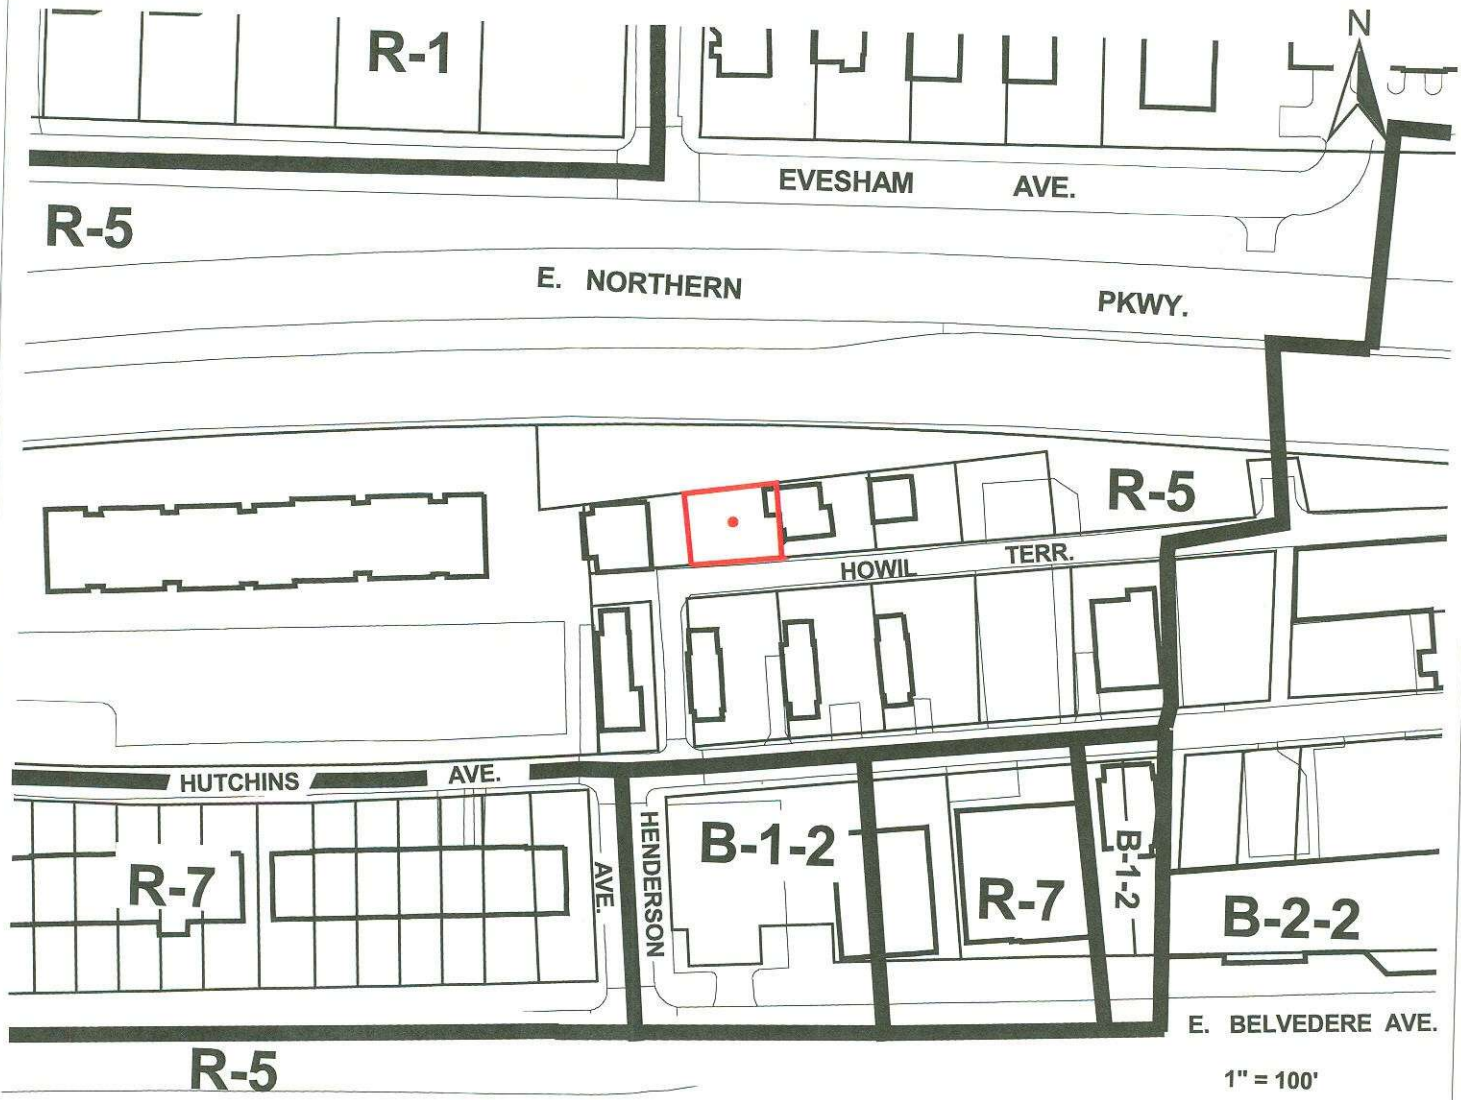 N
R-1
EVESHAM AVE.
R-5
E. NORTHERN PKWY.
R-5
HOWIL TERR.
HUTCHINS AVE.
HENDERSON AVE.
B-1-2
R-7
R-7
B-1-2
B-2-2
E. BELVEDERE AVE.
R-5
1" = 100'